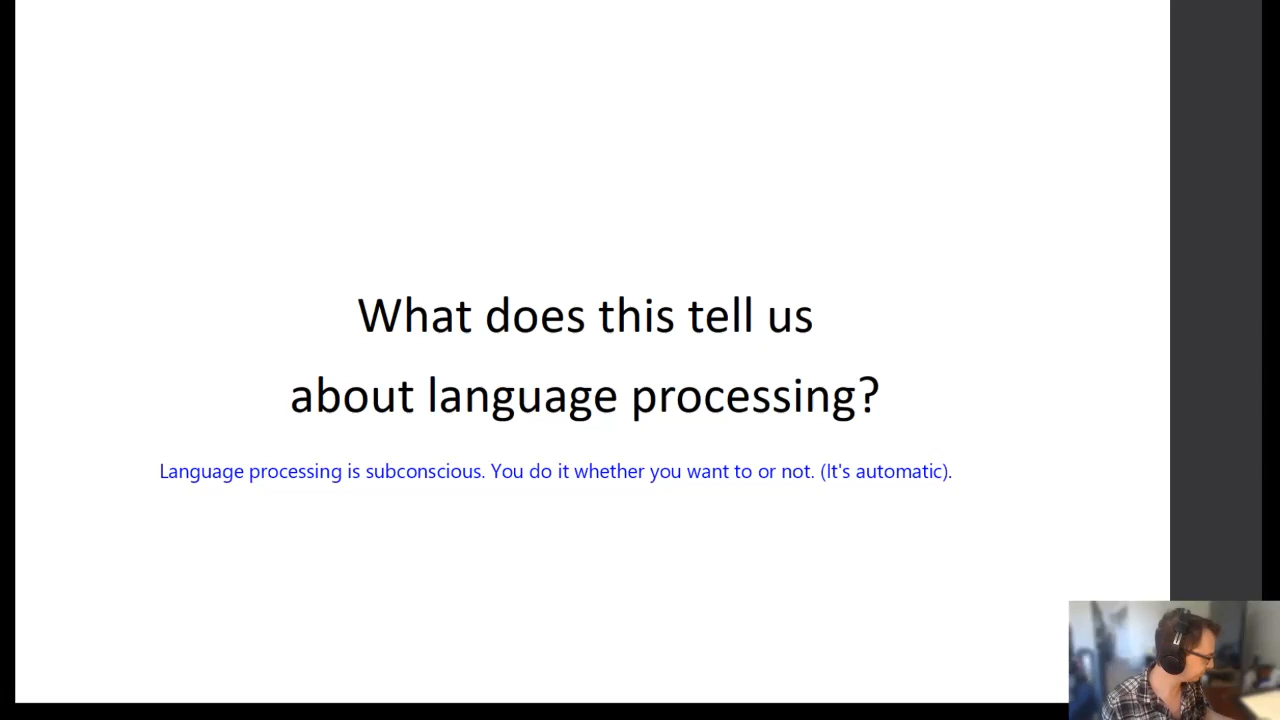 What does this tell us
about language processing?
Language processing is subconscious. You do it whether you want to or not. (It's automatic).